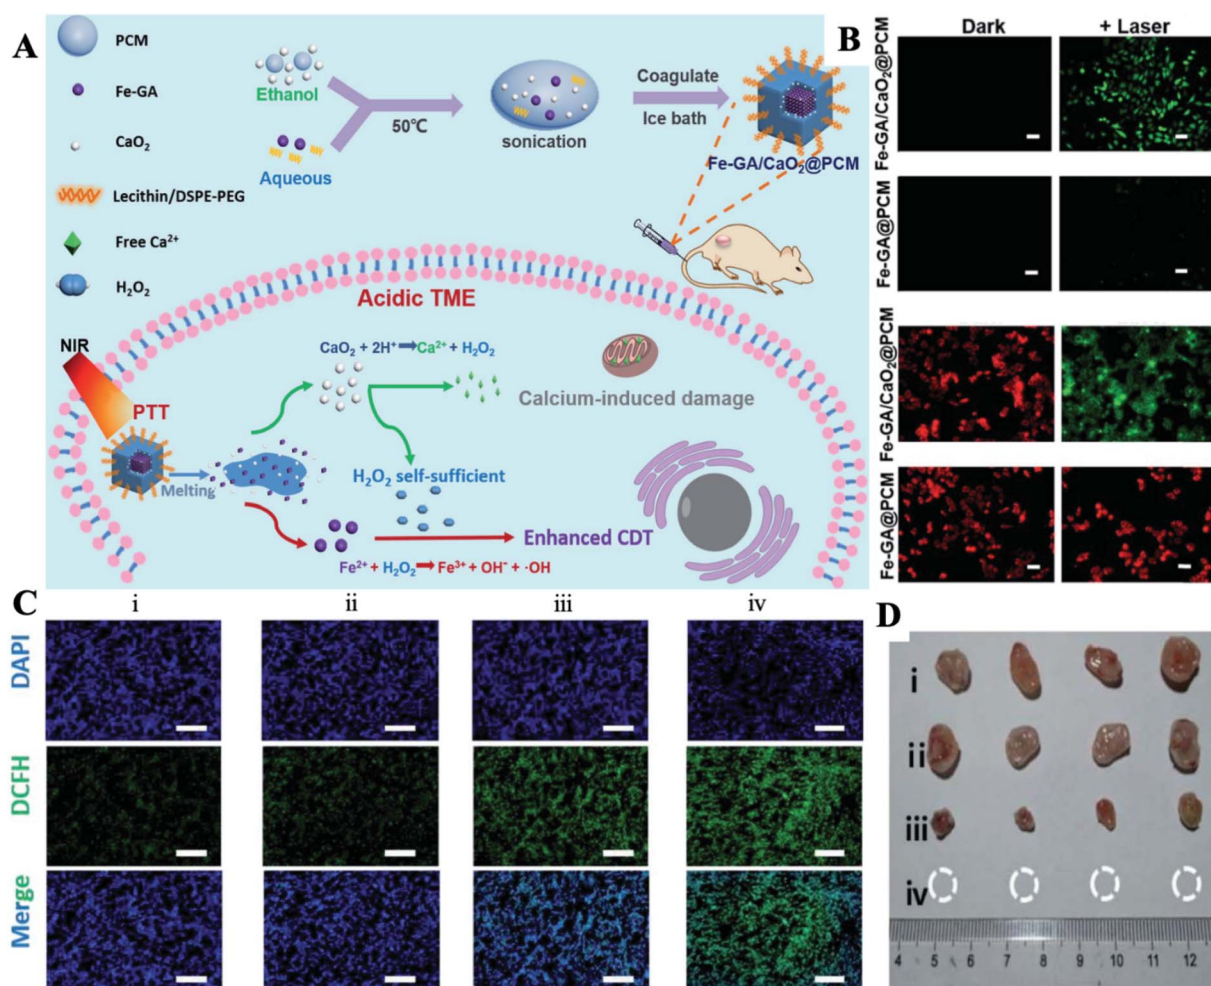 A
PCM
Fe-GA
CaO₂
Lecithin/DSPE-PEG
Free Ca²⁺
H₂O₂
Ethanol
Aqueous
50℃
sonication
Coagulate
Ice bath
Fe-GA/CaO₂@PCM
Acidic TME
NIR
PTT
Melting
CaO₂ + 2H⁺ → Ca²⁺ + H₂O₂
Calcium-induced damage
H₂O₂ self-sufficient
Enhanced CDT
Fe²⁺ + H₂O₂ → Fe³⁺ + OH⁻ + ·OH
B
Dark
+ Laser
Fe-GA/CaO₂@PCM
Fe-GA@PCM
Fe-GA/CaO₂@PCM
Fe-GA@PCM
C
i
ii
iii
iv
DAPI
DCFH
Merge
D
i
ii
iii
iv
4 5 6 7 8 9 10 11 12